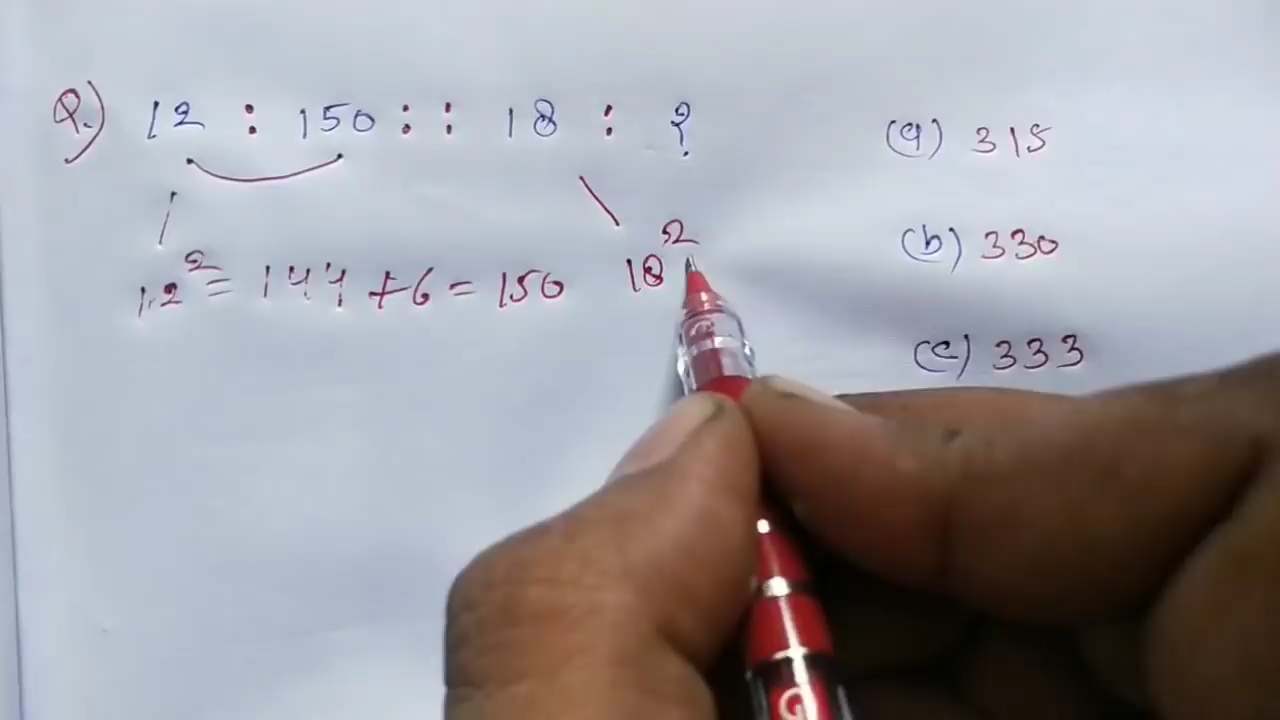 Q.) 12 : 150 :: 18 : ?
12² = 144 + 6 = 150 18²
(a) 315
(b) 330
(c) 333